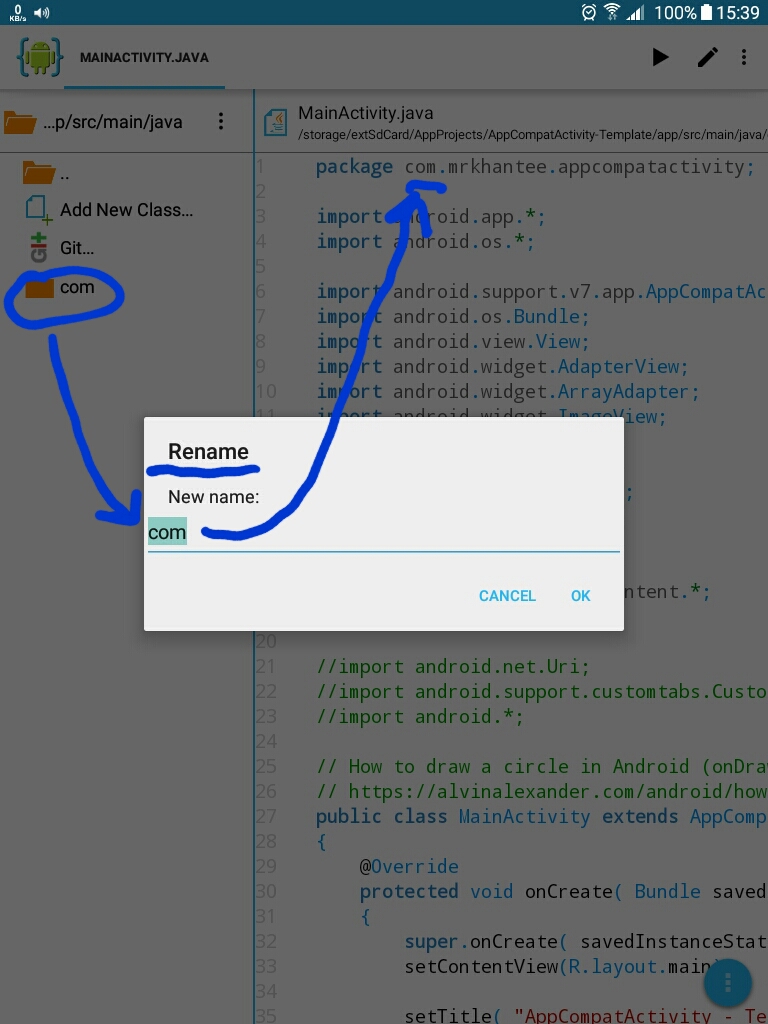 0
KB/s
100% 15:39
MAINACTIVITY.JAVA
...p/src/main/java
..
Add New Class...
Git...
com
MainActivity.java
/storage/extSdCard/AppProjects/AppCompatActivity-Template/app/src/main/java/
1 package com.mrkhantee.appcompatactivity;
2
3 import android.app.*;
4 import android.os.*;
5
6 import android.support.v7.app.AppCompatAc
7 import android.os.Bundle;
8 import android.view.View;
9 import android.widget.AdapterView;
10 import android.widget.ArrayAdapter;
11 import android.widget.ImageView;
;
ntent.*;
Rename
New name:
com
CANCEL OK
20
21 //import android.net.Uri;
22 //import android.support.customtabs.Custo
23 //import android.*;
24
25 // How to draw a circle in Android (onDra
26 // https://alvinalexander.com/android/how
27 public class MainActivity extends AppComp
28 {
29 @Override
30 protected void onCreate( Bundle saved
31 {
32 super.onCreate( savedInstanceStat
33 setContentView(R.layout.main)
34
35 setTitle( "AppCompatActivity - Te